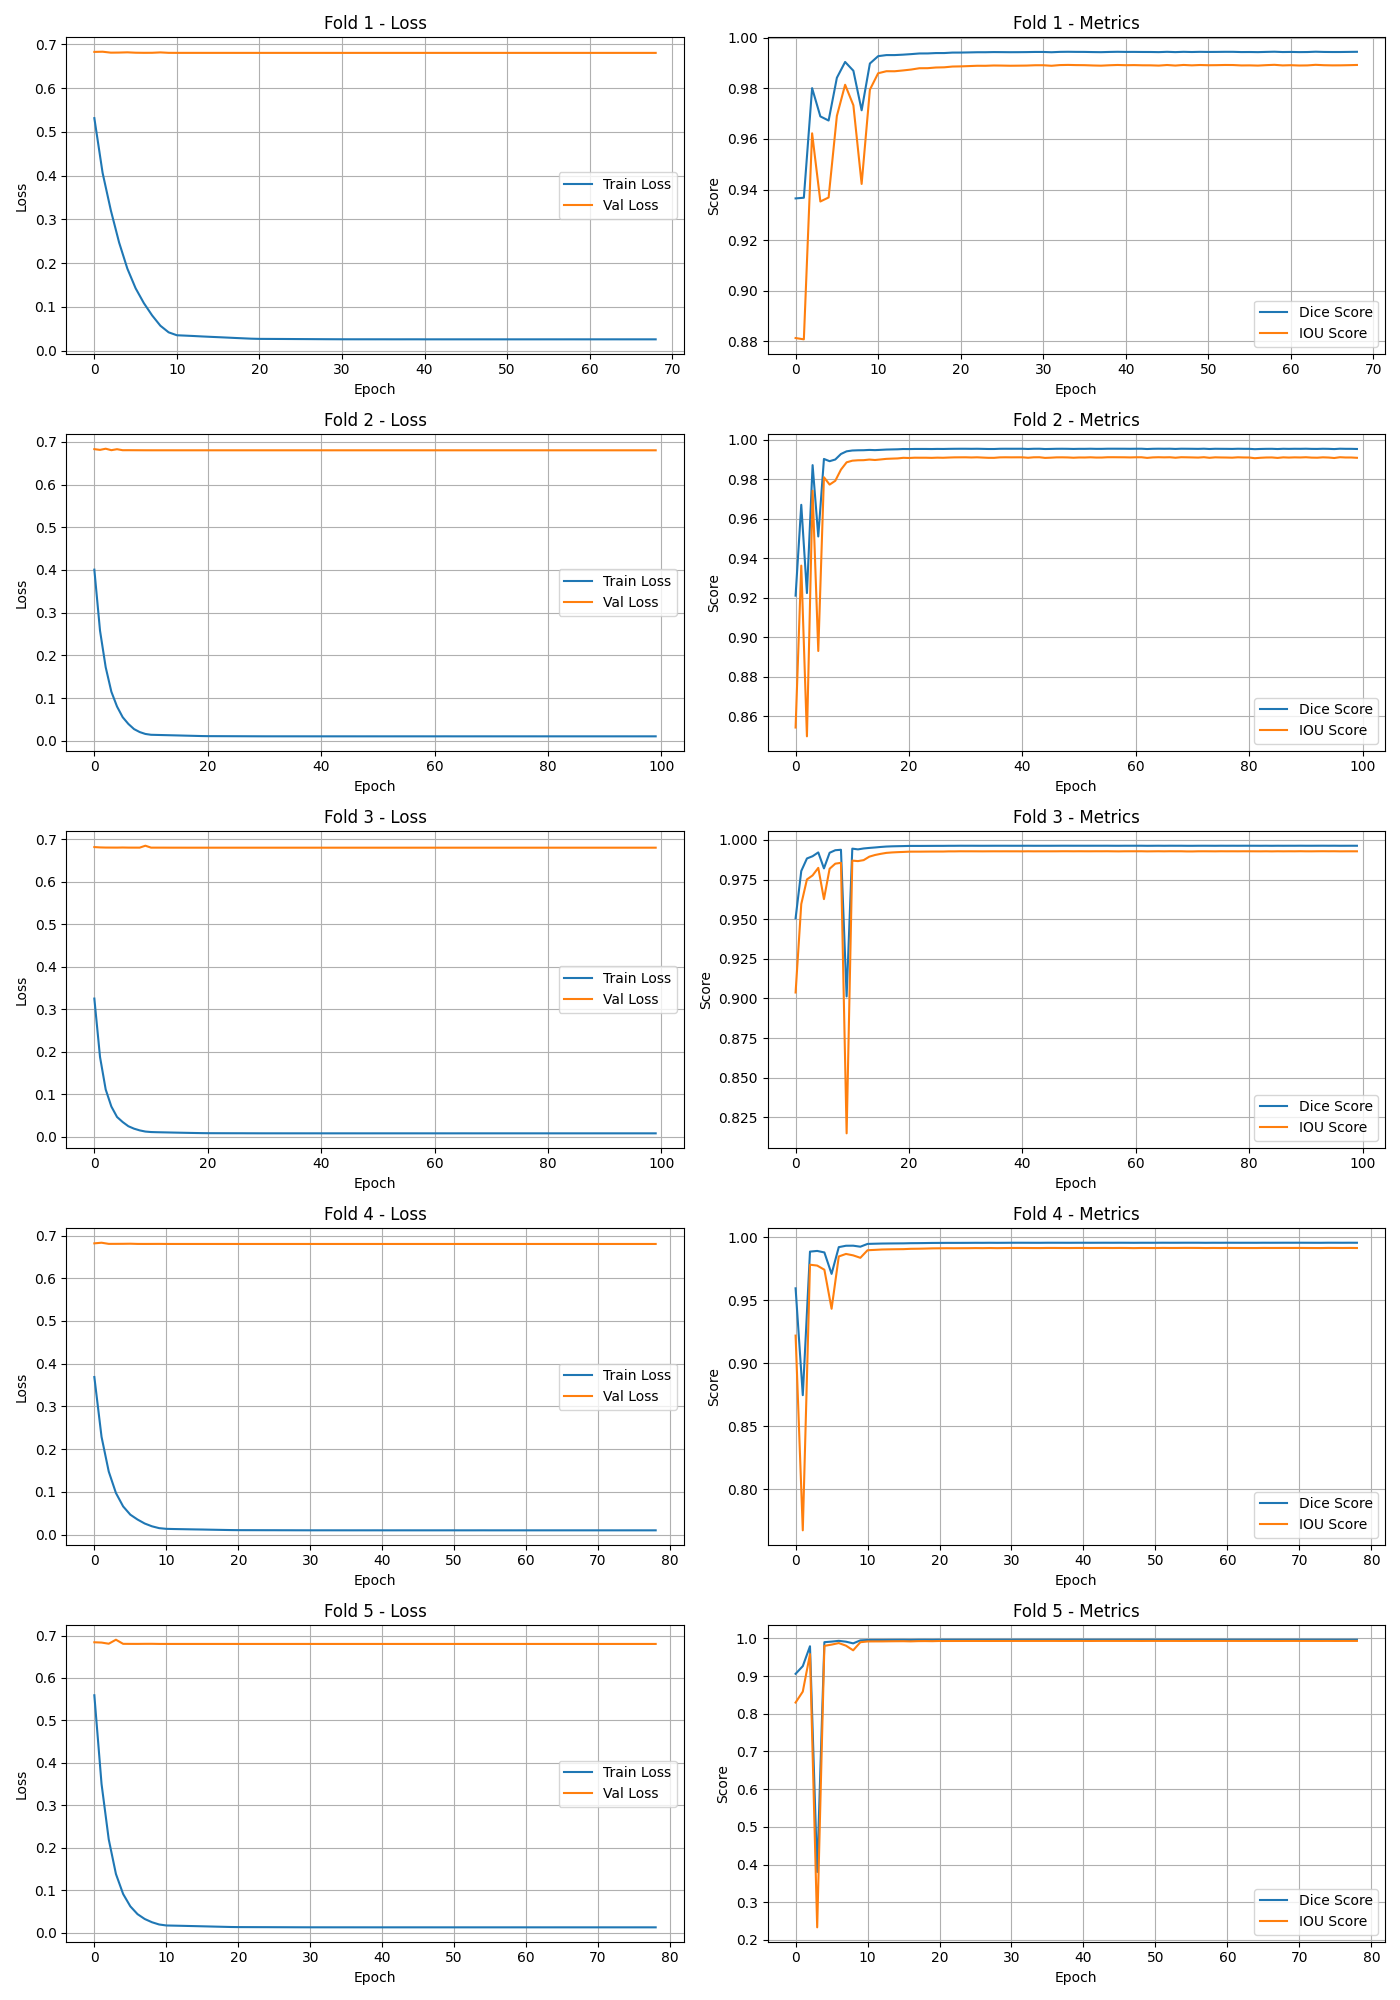 Fold 1 - Loss
0.7
0.6
0.5
0.4
0.3
0.2
0.1
0.0
Loss
Train Loss
Val Loss
0 10 20 30 40 50 60 70
Epoch
Fold 1 - Metrics
1.00
0.98
0.96
0.94
0.92
0.90
0.88
Score
Dice Score
IOU Score
0 10 20 30 40 50 60 70
Epoch
Fold 2 - Loss
0.7
0.6
0.5
0.4
0.3
0.2
0.1
0.0
Loss
Train Loss
Val Loss
0 20 40 60 80 100
Epoch
Fold 2 - Metrics
1.00
0.98
0.96
0.94
0.92
0.90
0.88
0.86
Score
Dice Score
IOU Score
0 20 40 60 80 100
Epoch
Fold 3 - Loss
0.7
0.6
0.5
0.4
0.3
0.2
0.1
0.0
Loss
Train Loss
Val Loss
0 20 40 60 80 100
Epoch
Fold 3 - Metrics
1.000
0.975
0.950
0.925
0.900
0.875
0.850
0.825
Score
Dice Score
IOU Score
0 20 40 60 80 100
Epoch
Fold 4 - Loss
0.7
0.6
0.5
0.4
0.3
0.2
0.1
0.0
Loss
Train Loss
Val Loss
0 10 20 30 40 50 60 70 80
Epoch
Fold 4 - Metrics
1.00
0.95
0.90
0.85
0.80
Score
Dice Score
IOU Score
0 10 20 30 40 50 60 70 80
Epoch
Fold 5 - Loss
0.7
0.6
0.5
0.4
0.3
0.2
0.1
0.0
Loss
Train Loss
Val Loss
0 10 20 30 40 50 60 70 80
Epoch
Fold 5 - Metrics
1.0
0.9
0.8
0.7
0.6
0.5
0.4
0.3
0.2
Score
Dice Score
IOU Score
0 10 20 30 40 50 60 70 80
Epoch